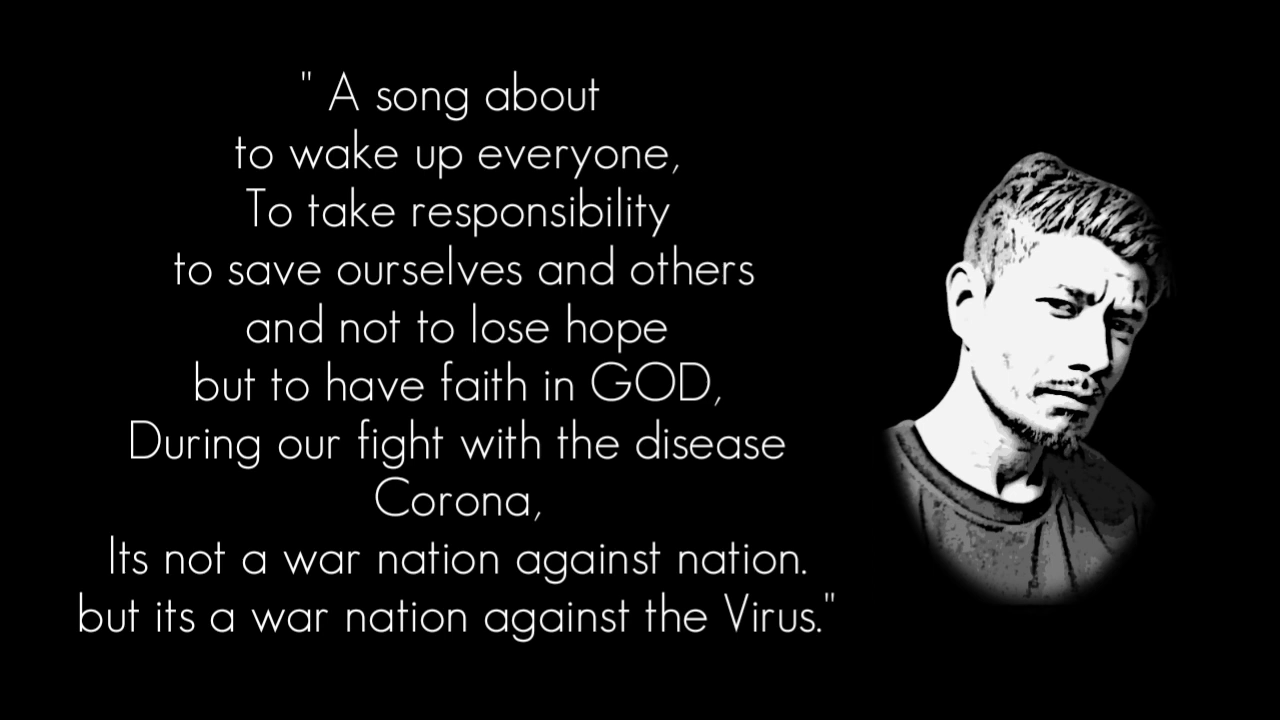 " A song about
to wake up everyone,
To take responsibility
to save ourselves and others
and not to lose hope
but to have faith in GOD,
During our fight with the disease
Corona,
Its not a war nation against nation.
but its a war nation against the Virus."